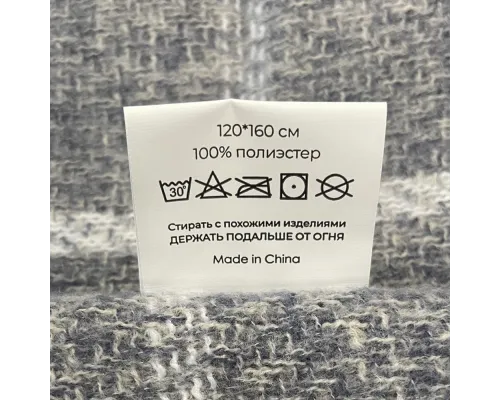 120*160 см
100% полиэстер
30°
Стирать с похожими изделиями
ДЕРЖАТЬ ПОДАЛЬШЕ ОТ ОГНЯ
Made in China